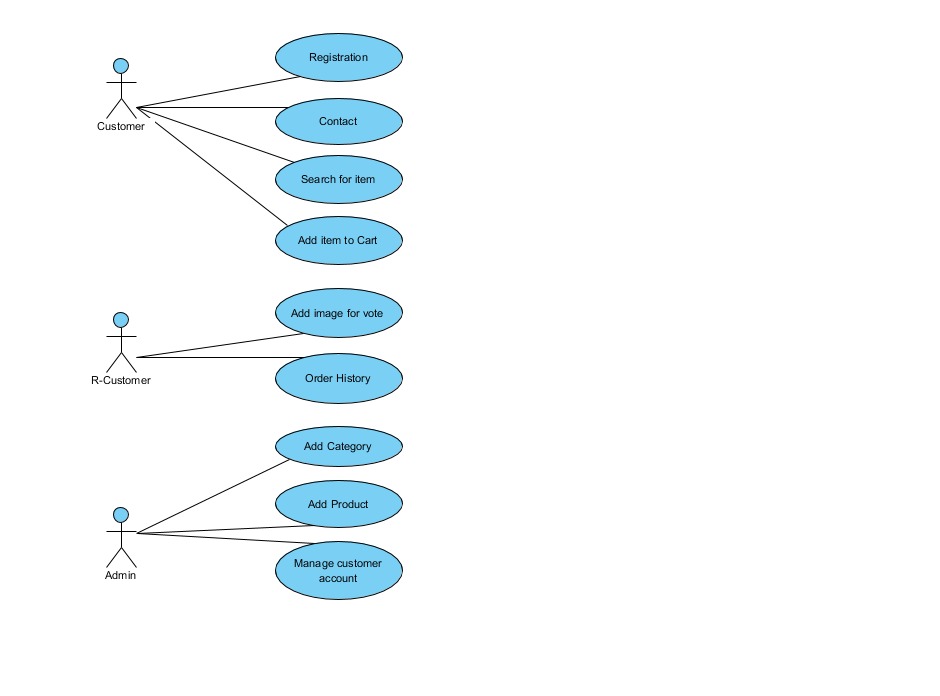 Registration
Customer
Contact
Search for item
Add item to Cart
Add image for vote
R-Customer
Order History
Add Category
Add Product
Admin
Manage customer
account